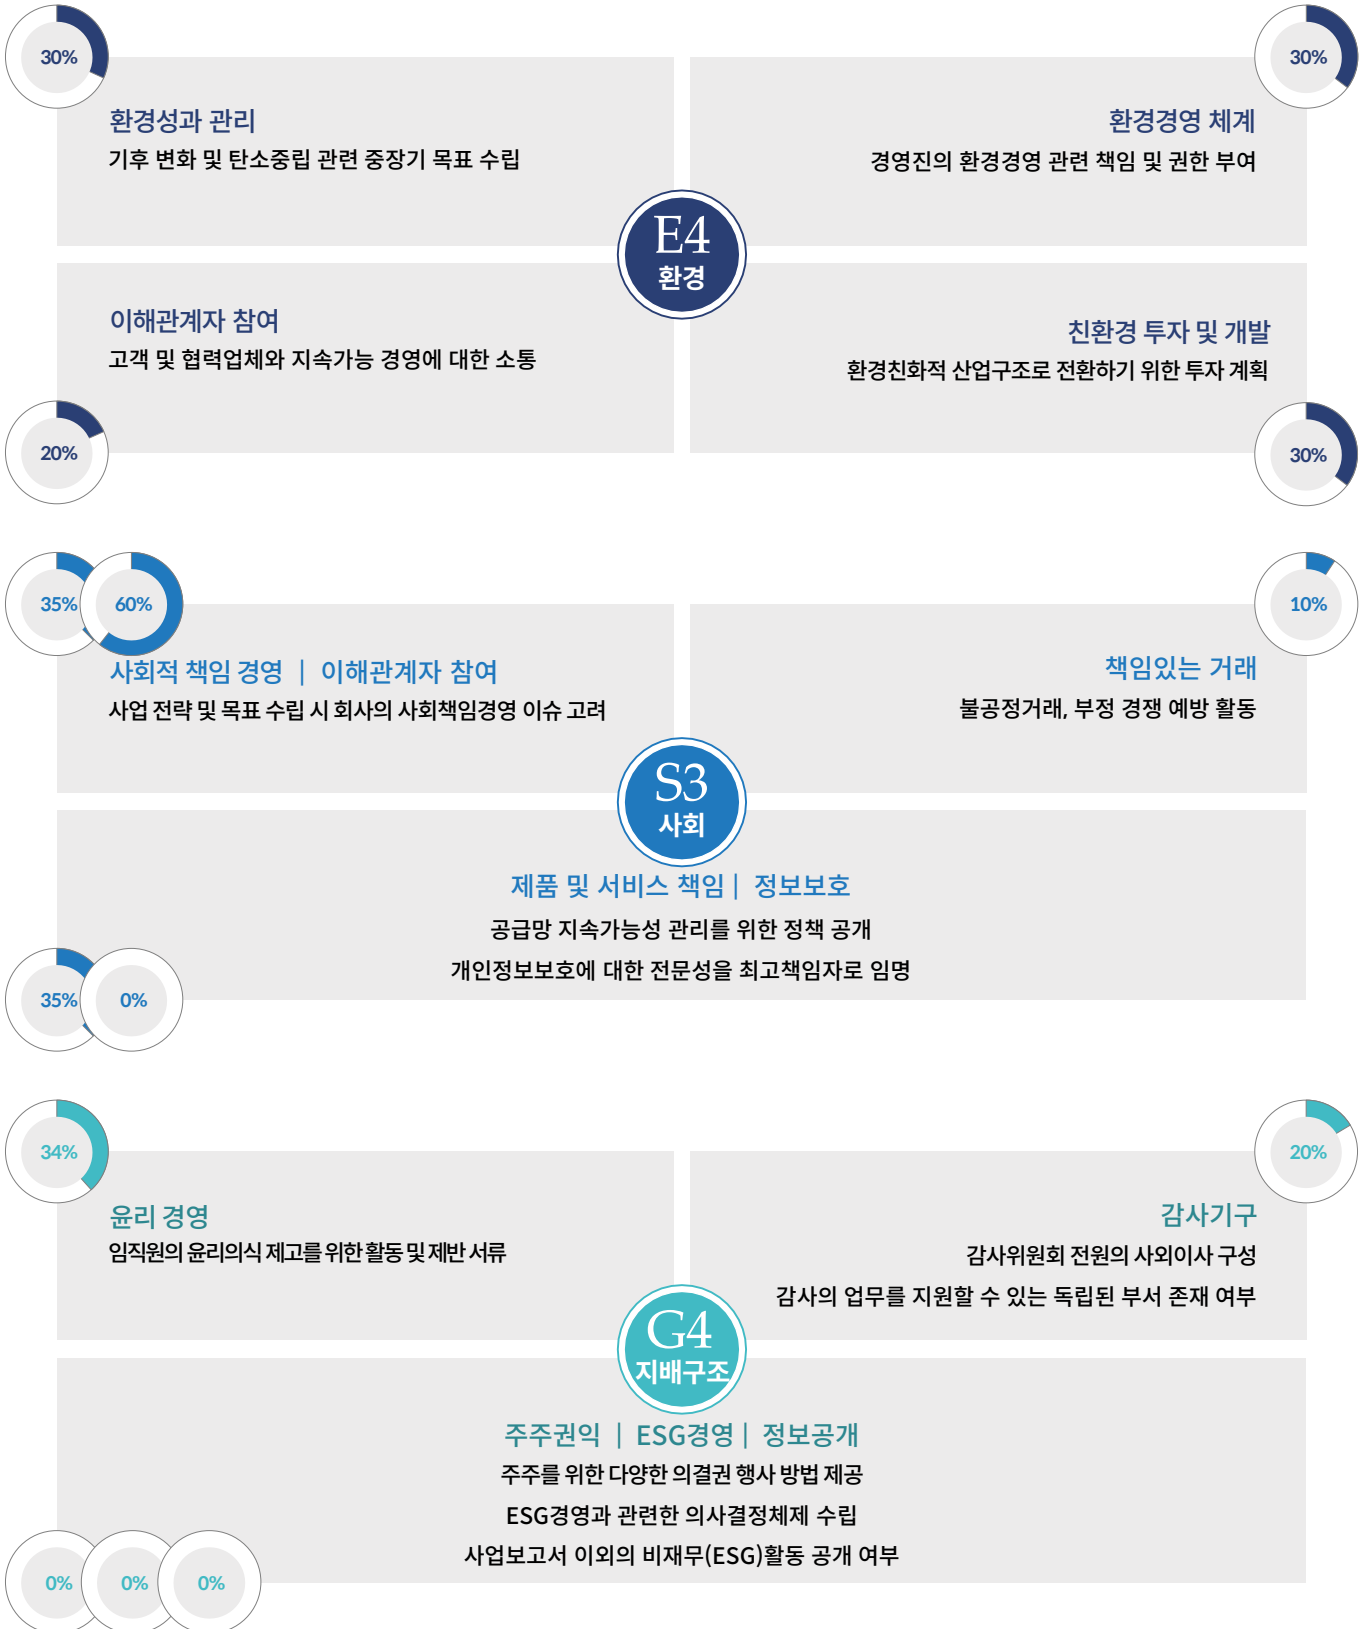 30%
30%
환경성과 관리
기후 변화 및 탄소중립 관련 중장기 목표 수립
환경경영 체계
경영진의 환경경영 관련 책임 및 권한 부여
E4
환경
이해관계자 참여
고객 및 협력업체와 지속가능 경영에 대한 소통
친환경 투자 및 개발
환경친화적 산업구조로 전환하기 위한 투자 계획
20%
30%
35%
60%
10%
사회적 책임 경영 | 이해관계자 참여
사업 전략 및 목표 수립 시 회사의 사회책임경영 이슈 고려
책임있는 거래
불공정거래, 부정 경쟁 예방 활동
S3
사회
제품 및 서비스 책임 | 정보보호
공급망 지속가능성 관리를 위한 정책 공개
개인정보보호에 대한 전문성을 최고책임자로 임명
35%
0%
34%
20%
윤리 경영
임직원의 윤리의식 제고를 위한 활동 및 제반 서류
감사기구
감사위원회 전원의 사외이사 구성
감사의 업무를 지원할 수 있는 독립된 부서 존재 여부
G4
지배구조
주주권익 | ESG경영 | 정보공개
주주를 위한 다양한 의결권 행사 방법 제공
ESG경영과 관련한 의사결정체제 수립
사업보고서 이외의 비재무(ESG)활동 공개 여부
0%
0%
0%